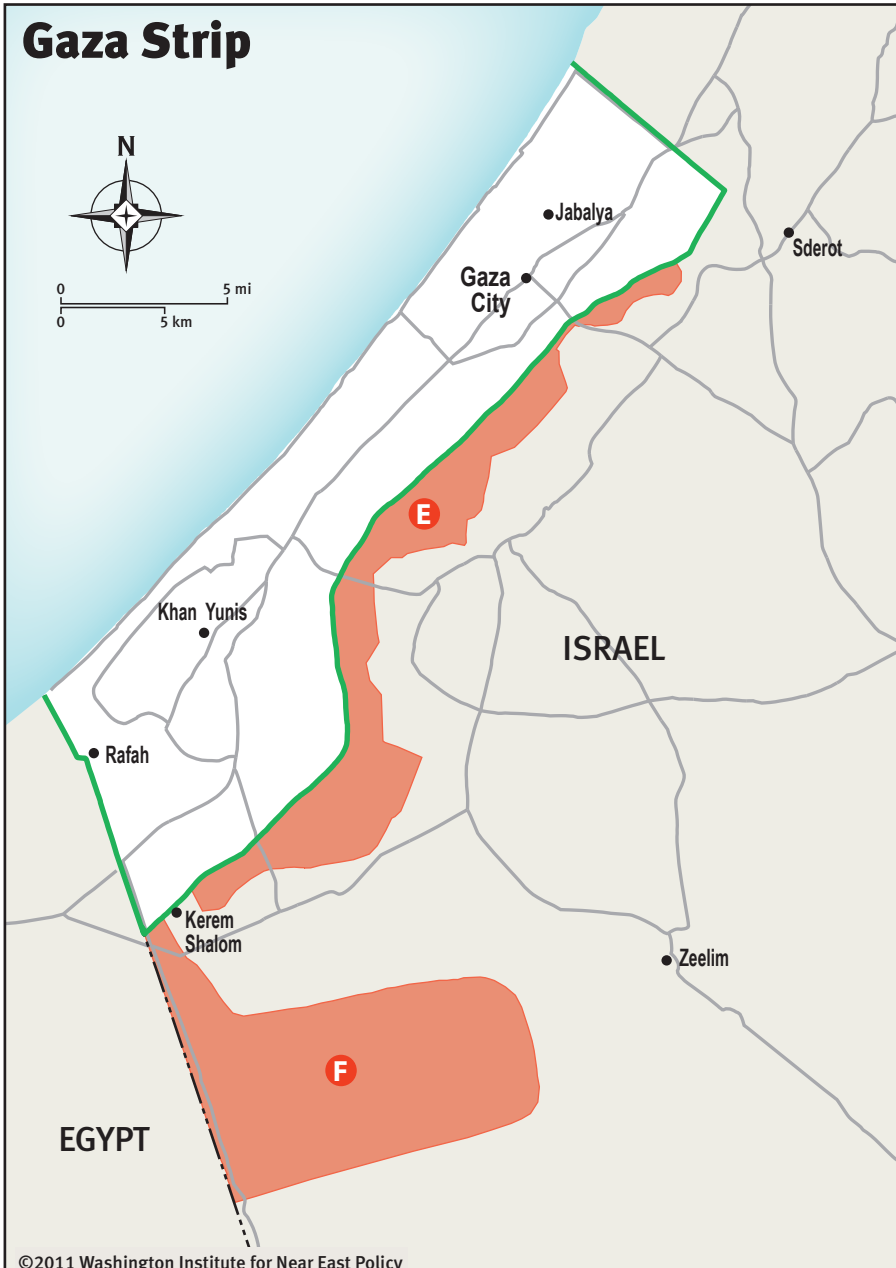 Gaza Strip
N
0 5 mi
0 5 km
Jabalya
Sderot
Gaza
City
E
Khan Yunis
ISRAEL
Rafah
Kerem
Shalom
Zeelim
F
EGYPT
©2011 Washington Institute for Near East Policy